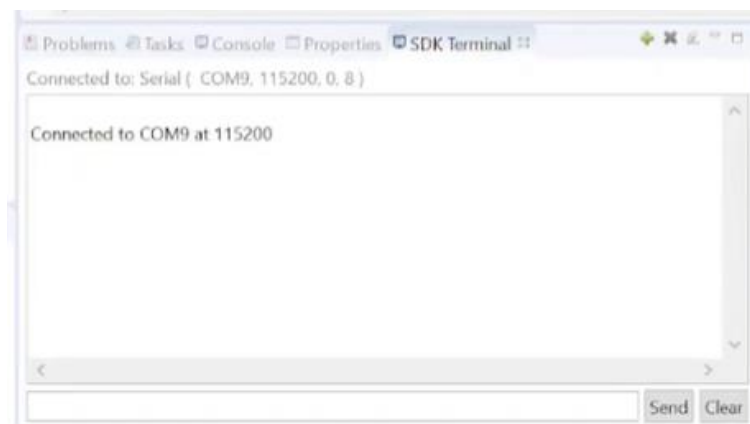 Problems Tasks Console Properties SDK Terminal
Connected to: Serial ( COM9, 115200, 0, 8 )
Connected to COM9 at 115200
Send Clear